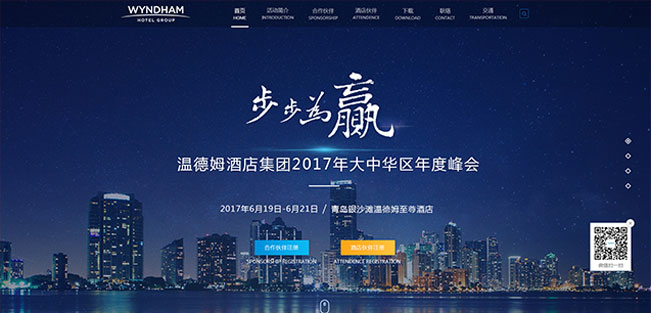 WYNDHAM
HOTEL GROUP
首页 活动简介 合作伙伴 酒店伙伴 下载 联络 交通
HOME INTRODUCTION SPONSORSHIP ATTENDENCE DOWNLOAD CONTACT TRANSPORTATION
步步为赢
温德姆酒店集团2017年大中华区年度峰会
2017年6月19日-6月21日 / 青岛银沙滩温德姆至尊酒店
合作伙伴注册 酒店伙伴注册
SPONSORSHIP REGISTRATION ATTENDENCE REGISTRATION
微信扫一扫